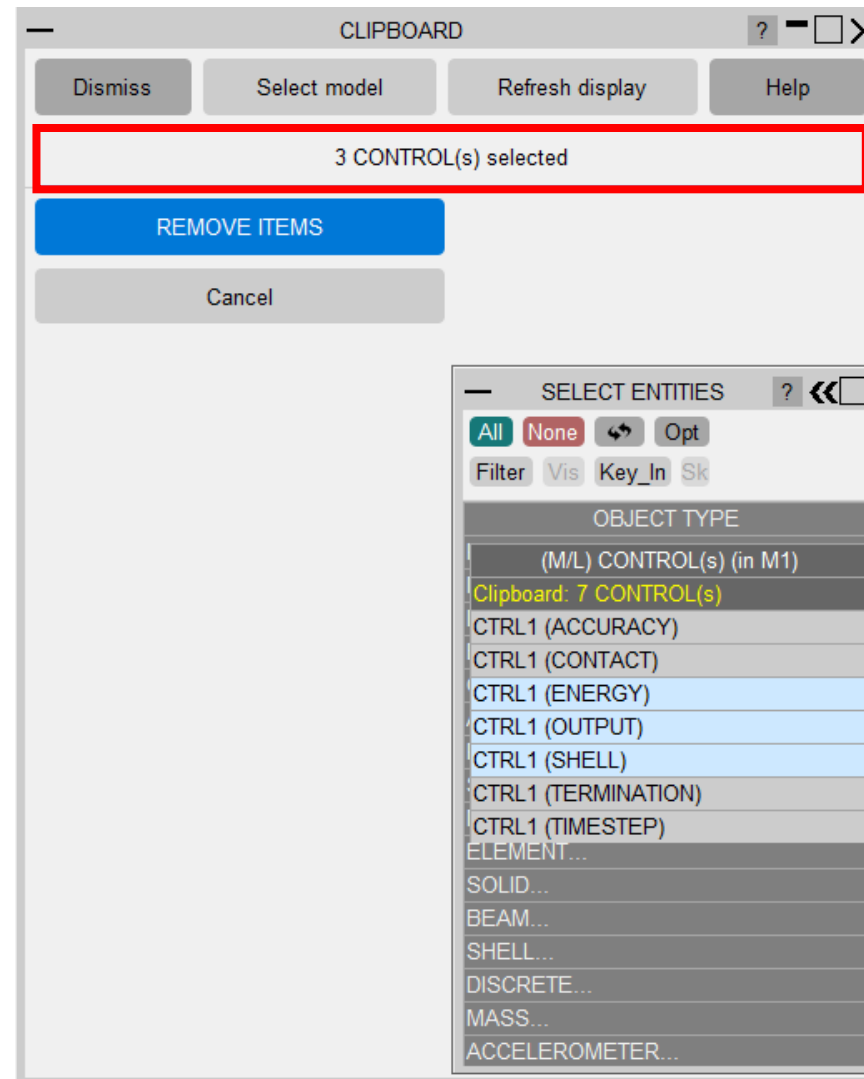 CLIPBOARD ?
Dismiss Select model Refresh display Help
3 CONTROL(s) selected
REMOVE ITEMS
Cancel
SELECT ENTITIES ?
All None Opt
Filter Vis Key_In Sk
OBJECT TYPE
(M/L) CONTROL(s) (in M1)
Clipboard: 7 CONTROL(s)
CTRL1 (ACCURACY)
CTRL1 (CONTACT)
CTRL1 (ENERGY)
CTRL1 (OUTPUT)
CTRL1 (SHELL)
CTRL1 (TERMINATION)
CTRL1 (TIMESTEP)
ELEMENT...
SOLID...
BEAM...
SHELL...
DISCRETE...
MASS...
ACCELEROMETER...